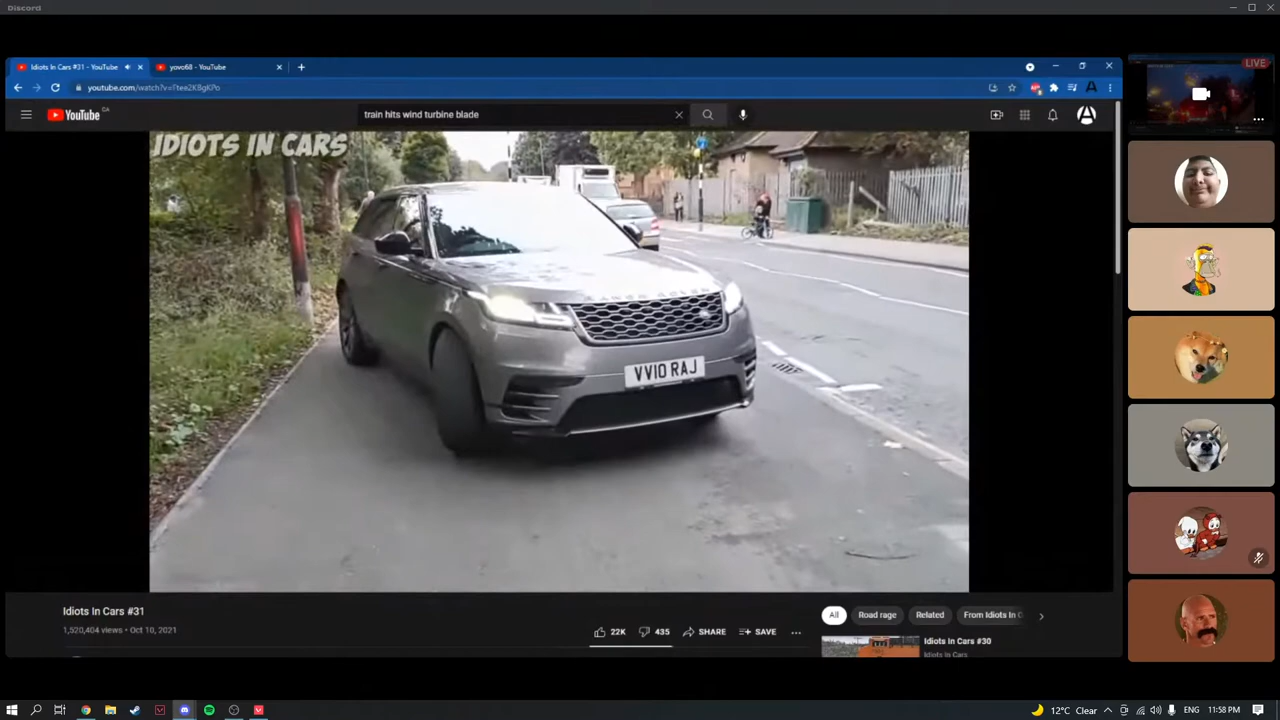 Discord
Idiots In Cars #31 - YouTube
yovo68 - YouTube
youtube.com/watch?v=Ttee2KBgKPo
YouTube CA
train hits wind turbine blade
LIVE
IDIOTS IN CARS
RANGE ROVER
VV10 RAJ
Idiots In Cars #31
1,520,404 views • Oct 10, 2021
22K
435
SHARE
SAVE
All
Road rage
Related
From Idiots In C
Idiots In Cars #30
Idiots In Cars
12°C Clear
11:58 PM